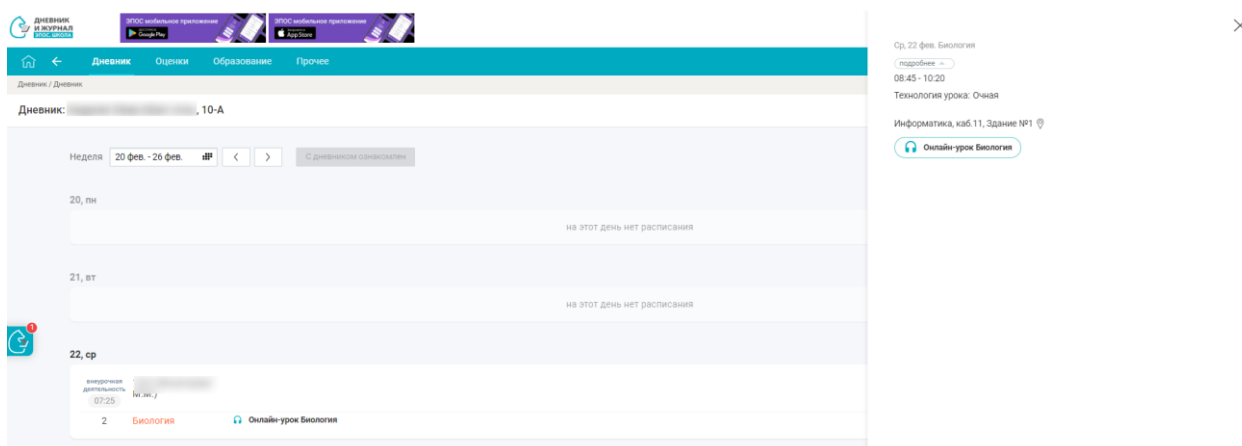 ДНЕВНИК
И ЖУРНАЛ
ЭПОС.ШКОЛА
ЭПОС мобильное приложение
Google Play
ЭПОС мобильное приложение
App Store
Дневник Оценки Образование Прочее
Дневник / Дневник
Дневник: , 10-А
Неделя 20 фев. - 26 фев. С дневником ознакомлен
20, пн
на этот день нет расписания
21, вт
на этот день нет расписания
1
22, ср
внеурочная
деятельность
М.М.)
07:25
2 Биология Онлайн-урок Биология
Ср, 22 фев. Биология
подробнее
08:45 - 10:20
Технология урока: Очная
Информатика, каб.11, Здание №1
Онлайн-урок Биология